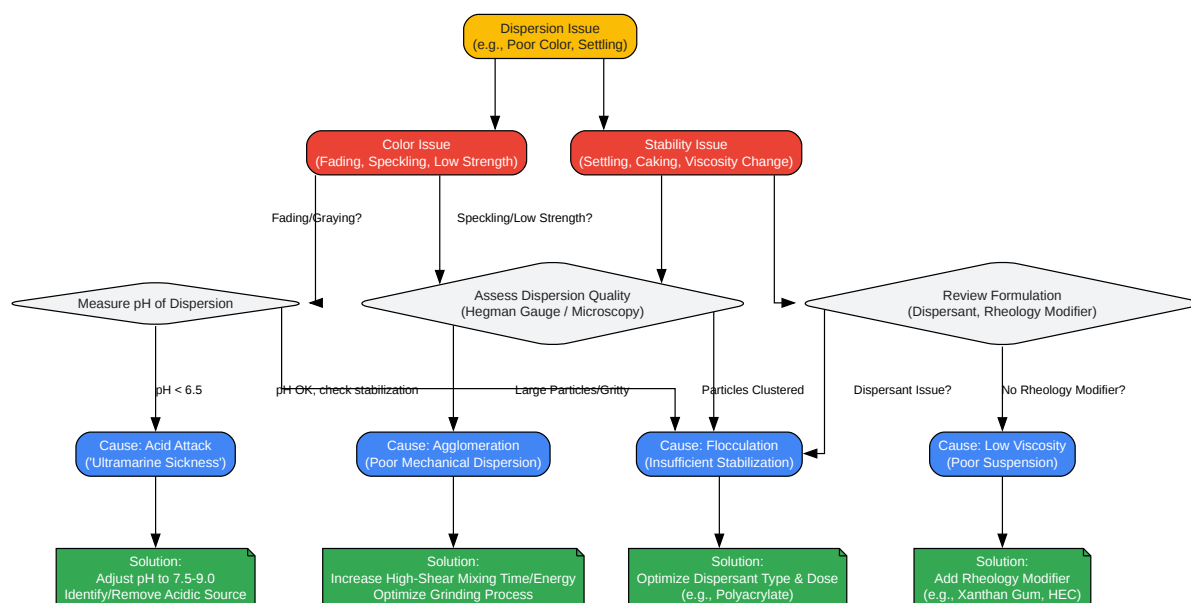 Dispersion Issue
(e.g., Poor Color, Settling)
Color Issue
(Fading, Speckling, Low Strength)
Stability Issue
(Settling, Caking, Viscosity Change)
Fading/Graying?
Speckling/Low Strength?
Measure pH of Dispersion
Assess Dispersion Quality
(Hegman Gauge / Microscopy)
Review Formulation
(Dispersant, Rheology Modifier)
pH < 6.5
pH OK, check stabilization
Large Particles/Gritty
Particles Clustered
Dispersant Issue?
No Rheology Modifier?
Cause: Acid Attack
('Ultramarine Sickness')
Cause: Agglomeration
(Poor Mechanical Dispersion)
Cause: Flocculation
(Insufficient Stabilization)
Cause: Low Viscosity
(Poor Suspension)
Solution:
Adjust pH to 7.5-9.0
Identify/Remove Acidic Source
Solution:
Increase High-Shear Mixing Time/Energy
Optimize Grinding Process
Solution:
Optimize Dispersant Type & Dose
(e.g., Polyacrylate)
Solution:
Add Rheology Modifier
(e.g., Xanthan Gum, HEC)